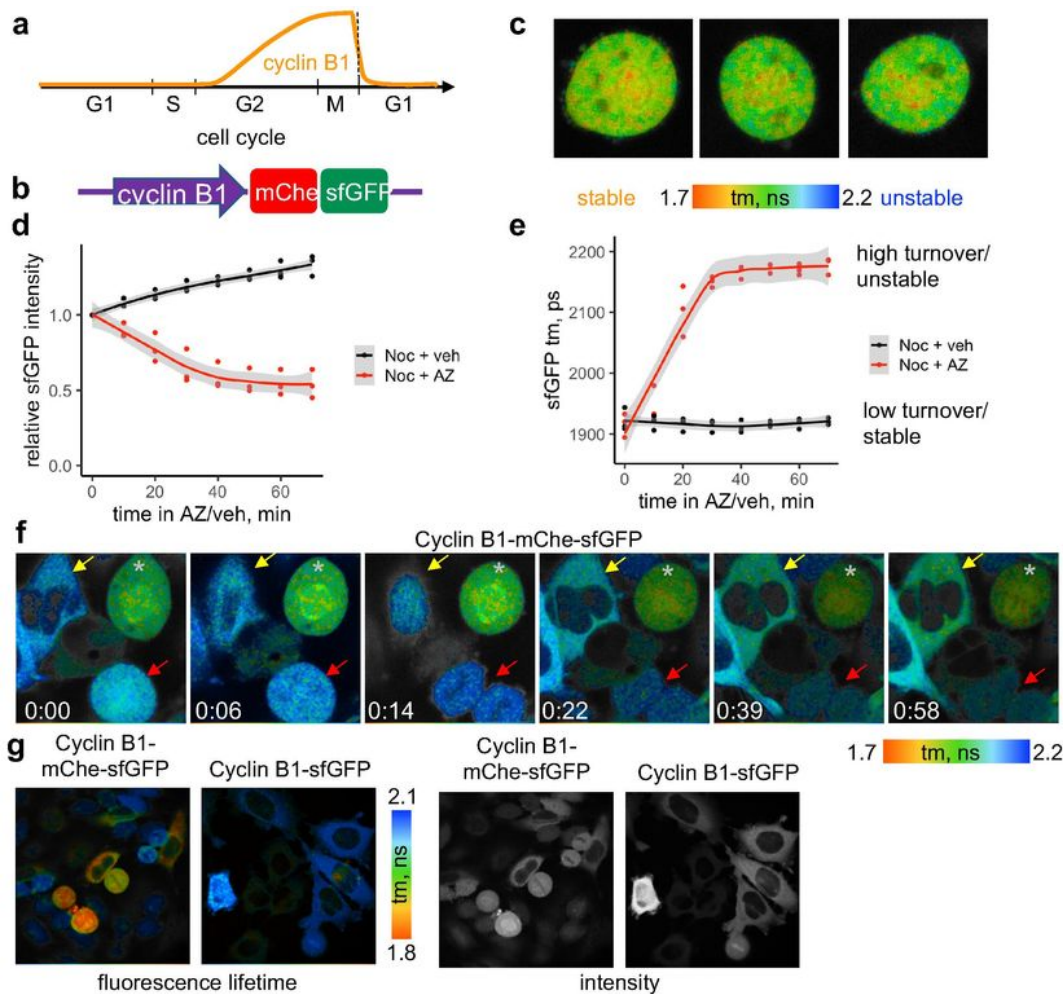 a
cyclin B1
G1 S G2 M G1
cell cycle
b
cyclin B1 mChe sfGFP
c
stable 1.7 tm, ns 2.2 unstable
d
relative sfGFP intensity
1.0
0.5
0.0
0 20 40 60
time in AZ/veh, min
Noc + veh
Noc + AZ
e
sfGFP tm, ps
2200
2100
2000
1900
0 20 40 60
time in AZ/veh, min
high turnover/
unstable
Noc + veh
Noc + AZ
low turnover/
stable
f
Cyclin B1-mChe-sfGFP
* * * * * *
0:00 0:06 0:14 0:22 0:39 0:58
1.7 tm, ns 2.2
g
Cyclin B1-
mChe-sfGFP
Cyclin B1-sfGFP
2.1
tm, ns
1.8
fluorescence lifetime
Cyclin B1-
mChe-sfGFP
Cyclin B1-sfGFP
intensity